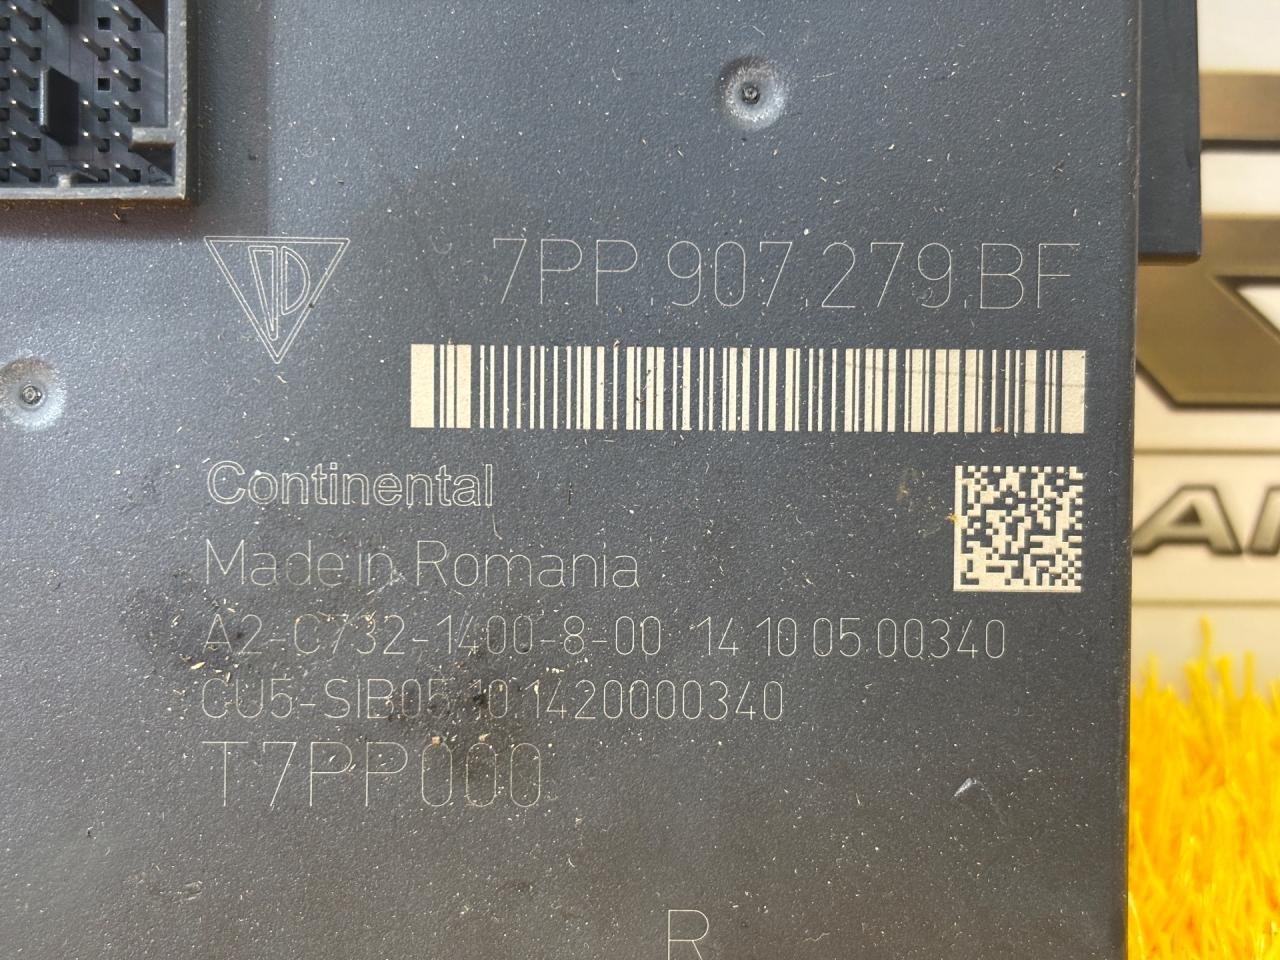 7PP.907.279.BF
Continental
Made in Romania
A2-C732-1400-8-00 14 10 05 00340
CU5-SIB05 10 1420000340
T7PP000
R